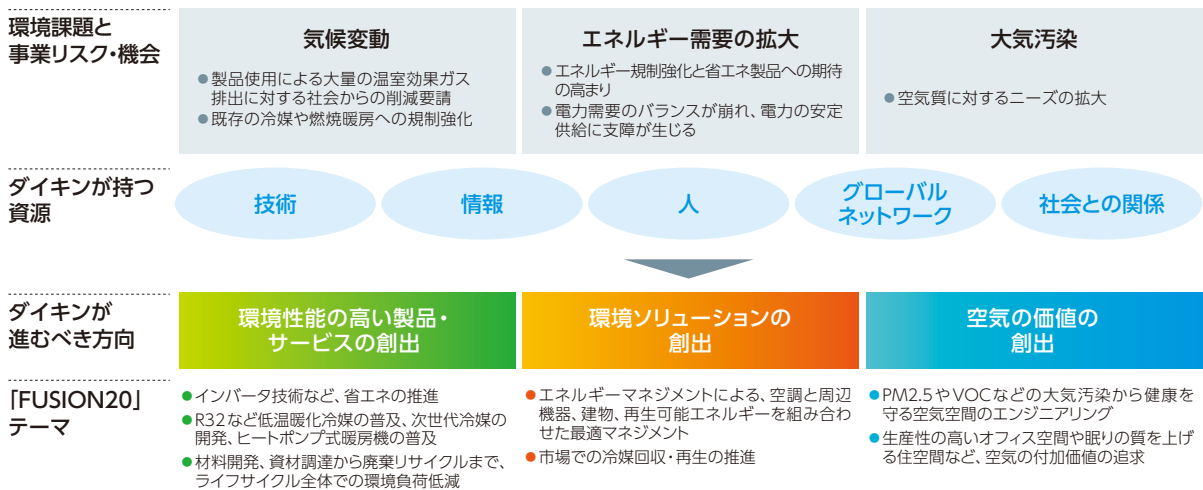 環境課題と
事業リスク・機会
気候変動
●製品使用による大量の温室効果ガス
排出に対する社会からの削減要請
●既存の冷媒や燃焼暖房への規制強化
エネルギー需要の拡大
●エネルギー規制強化と省エネ製品への期待
の高まり
●電力需要のバランスが崩れ、電力の安定
供給に支障が生じる
大気汚染
●空気質に対するニーズの拡大
ダイキンが持つ
資源
技術
情報
人
グローバル
ネットワーク
社会との関係
ダイキンが
進むべき方向
環境性能の高い製品・
サービスの創出
環境ソリューションの
創出
空気の価値の
創出
「FUSION20」
テーマ
●インバータ技術など、省エネの推進
●R32など低温暖化冷媒の普及、次世代冷媒の
開発、ヒートポンプ式暖房機の普及
●材料開発、資材調達から廃棄リサイクルまで、
ライフサイクル全体での環境負荷低減
●エネルギーマネジメントによる、空調と周辺
機器、建物、再生可能エネルギーを組み合わ
せた最適マネジメント
●市場での冷媒回収・再生の推進
●PM2.5やVOCなどの大気汚染から健康を
守る空気空間のエンジニアリング
●生産性の高いオフィス空間や眠りの質を上げ
る住空間など、空気の付加価値の追求